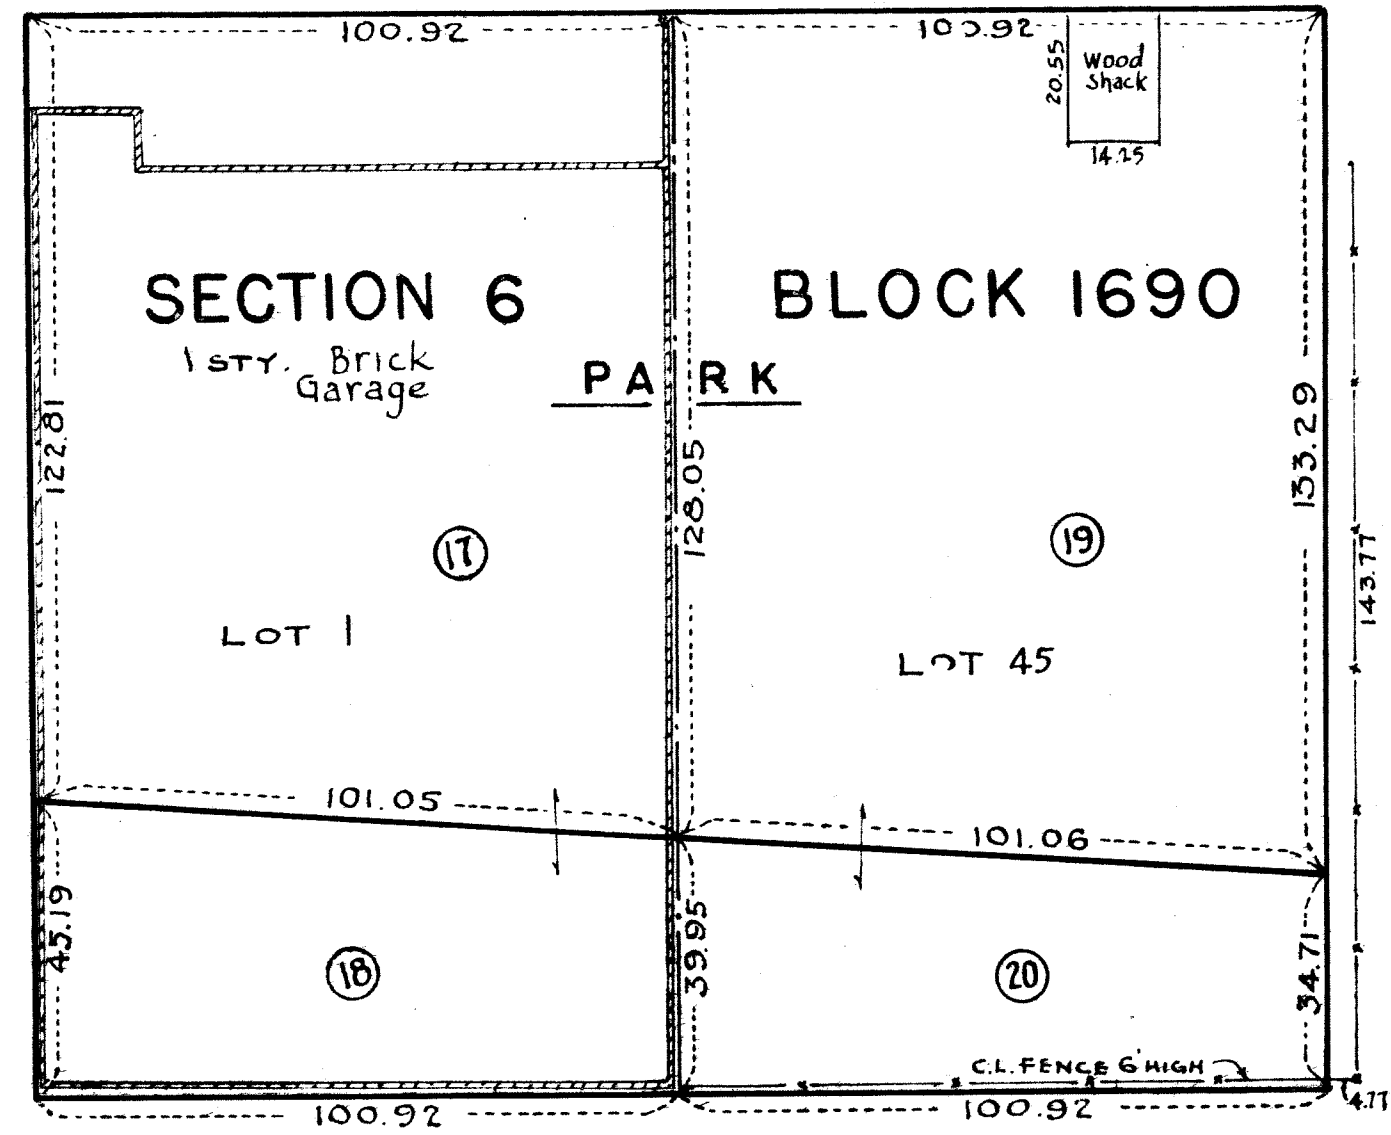 100.92
100.92
20.55
Wood
Shack
14.25
SECTION 6
BLOCK 1690
1 STY. Brick
Garage
PARK
122.81
128.05
133.29
17
19
143.77
LOT 1
LOT 45
101.05
101.06
45.19
39.95
34.71
18
20
C.L. FENCE 6' HIGH
100.92
100.92
4.77